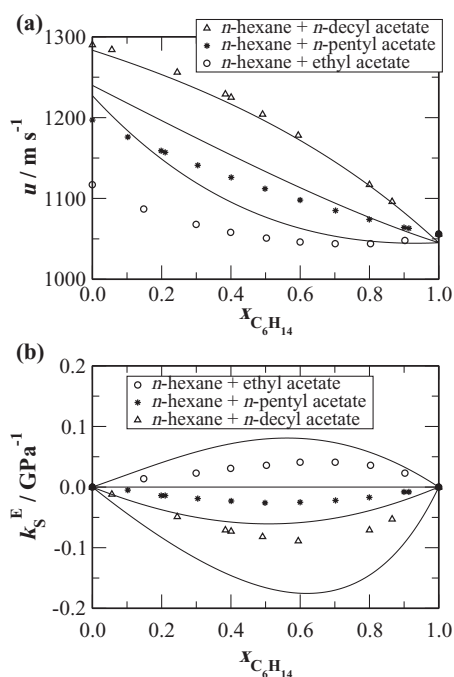 (a)
1300
n-hexane + n-decyl acetate
n-hexane + n-pentyl acetate
n-hexane + ethyl acetate
1200
u / m s⁻¹
1100
1000
0.0 0.2 0.4 0.6 0.8 1.0
x C₆H₁₄
(b)
0.2
n-hexane + ethyl acetate
n-hexane + n-pentyl acetate
n-hexane + n-decyl acetate
0.1
k_S^E / GPa⁻¹
0.0
-0.1
-0.2
0.0 0.2 0.4 0.6 0.8 1.0
x C₆H₁₄